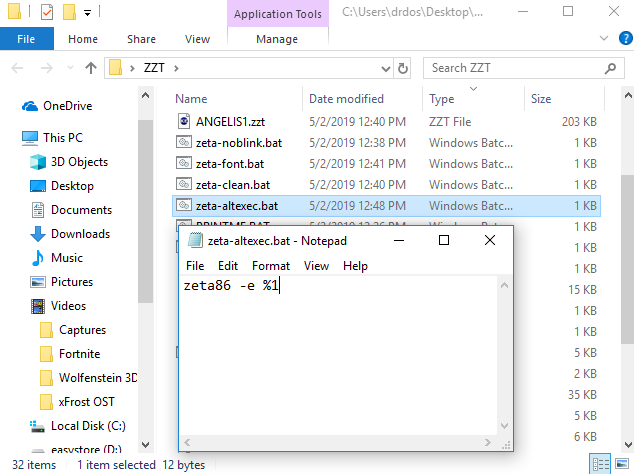 Application Tools
C:\Users\drdos\Desktop\...
File Home Share View Manage
ZZT
Search ZZT
Name Date modified Type Size
OneDrive
This PC
3D Objects
Desktop
Documents
Downloads
Music
Pictures
Videos
Captures
Fortnite
Wolfenstein 3D
xFrost OST
Local Disk (C:)
easystore (D:)
ANGELIS1.zzt 5/2/2019 12:40 PM ZZT File 203 KB
zeta-noblink.bat 5/2/2019 12:38 PM Windows Batc... 1 KB
zeta-font.bat 5/2/2019 12:41 PM Windows Batc... 1 KB
zeta-clean.bat 5/2/2019 12:40 PM Windows Batc... 1 KB
zeta-altexec.bat 5/2/2019 12:48 PM Windows Batc... 1 KB
1 KB
1 KB
1 KB
15 KB
1 KB
1 KB
5 KB
2 KB
35 KB
5 KB
6 KB
zeta-altexec.bat - Notepad
File Edit Format View Help
zeta86 -e %1
32 items 1 item selected 12 bytes